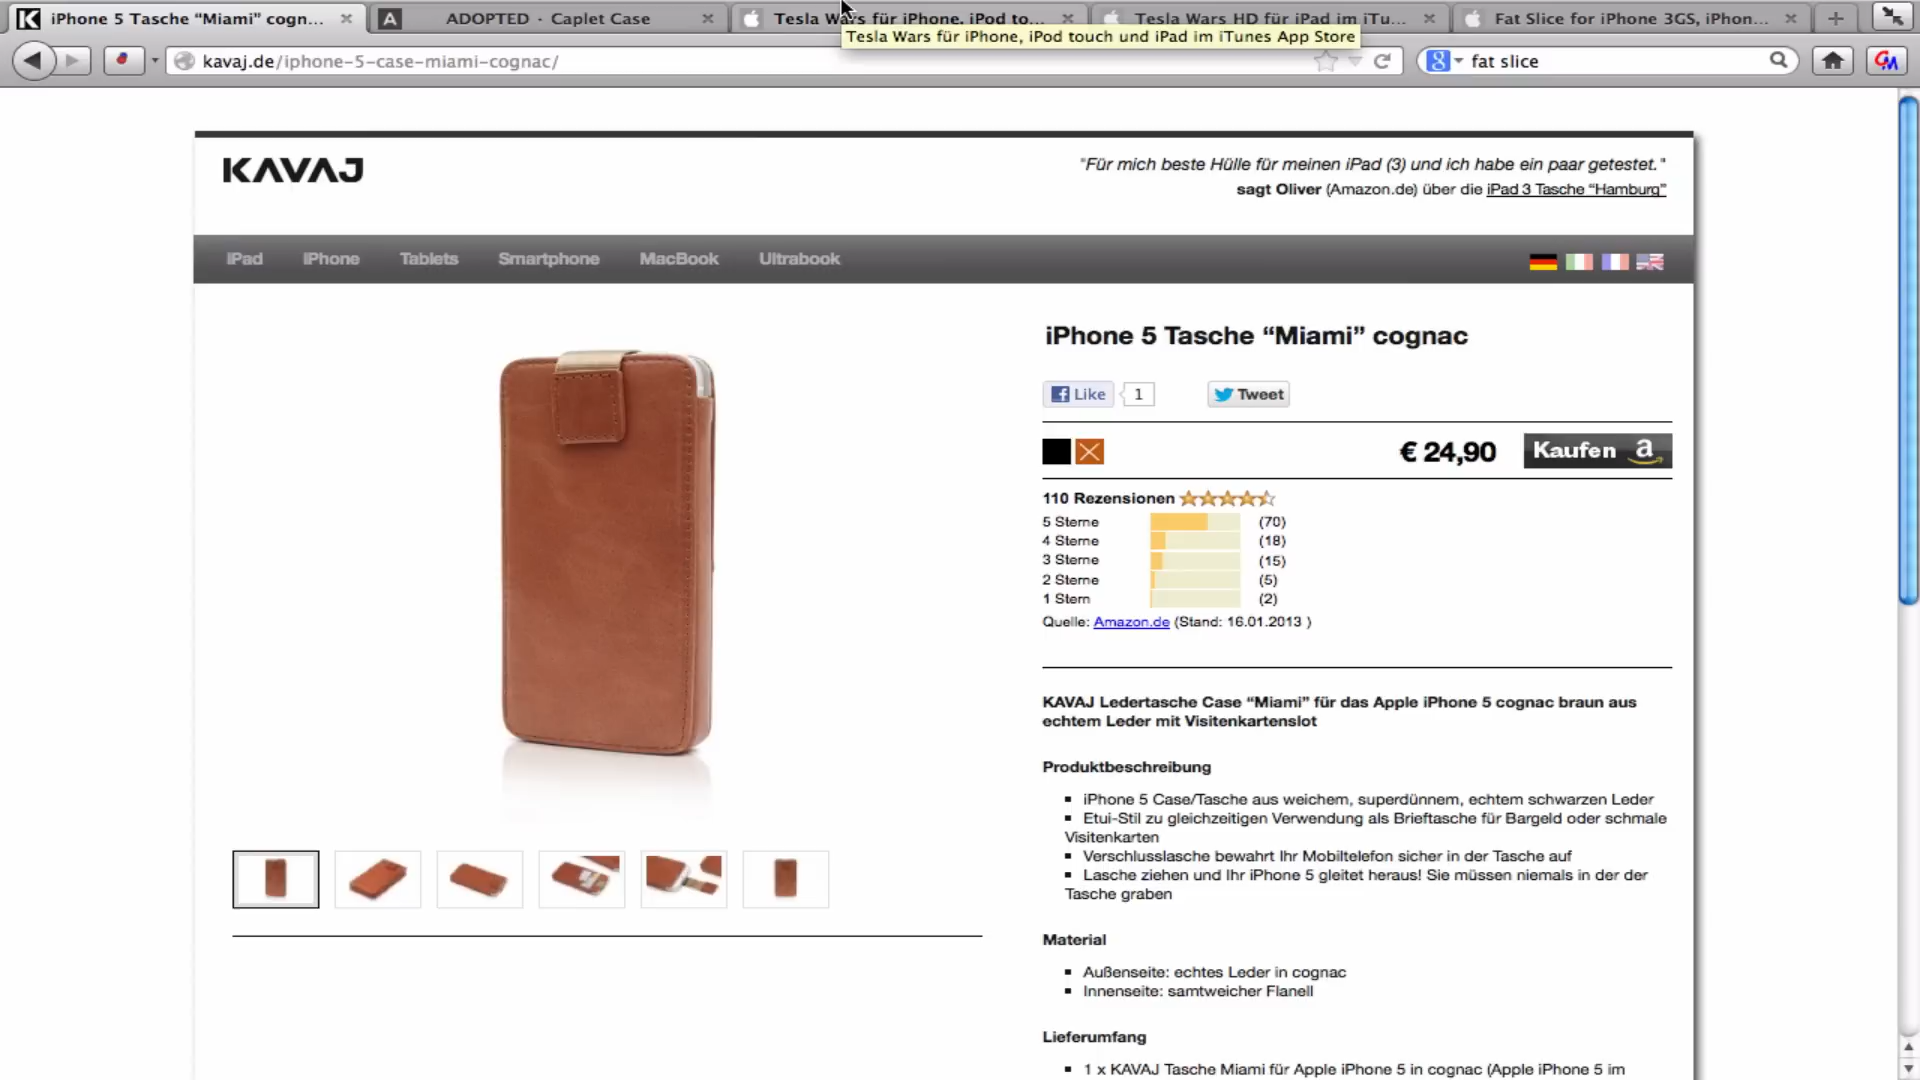 iPhone 5 Tasche “Miami” cogn...
ADOPTED - Caplet Case
Tesla Wars für iPhone, iPod to...
Tesla Wars HD für iPad im iTu...
Fat Slice for iPhone 3GS, iPhon...
Tesla Wars für iPhone, iPod touch und iPad im iTunes App Store
kavaj.de/iphone-5-case-miami-cognac/
fat slice
KAVAJ
"Für mich beste Hülle für meinen iPad (3) und ich habe ein paar getestet."
sagt Oliver (Amazon.de) über die iPad 3 Tasche “Hamburg”
iPad iPhone Tablets Smartphone MacBook Ultrabook
iPhone 5 Tasche “Miami” cognac
Like 1 Tweet
€ 24,90 Kaufen a
110 Rezensionen
5 Sterne (70)
4 Sterne (18)
3 Sterne (15)
2 Sterne (5)
1 Stern (2)
Quelle: Amazon.de (Stand: 16.01.2013 )
KAVAJ Ledertasche Case “Miami” für das Apple iPhone 5 cognac braun aus
echtem Leder mit Visitenkartenslot
Produktbeschreibung
iPhone 5 Case/Tasche aus weichem, superdünnem, echtem schwarzen Leder
Etui-Stil zu gleichzeitigen Verwendung als Brieftasche für Bargeld oder schmale
Visitenkarten
Verschlusslasche bewahrt Ihr Mobiltelefon sicher in der Tasche auf
Lasche ziehen und Ihr iPhone 5 gleitet heraus! Sie müssen niemals in der der
Tasche graben
Material
Außenseite: echtes Leder in cognac
Innenseite: samtweicher Flanell
Lieferumfang
1 x KAVAJ Tasche Miami für Apple iPhone 5 in cognac (Apple iPhone 5 im